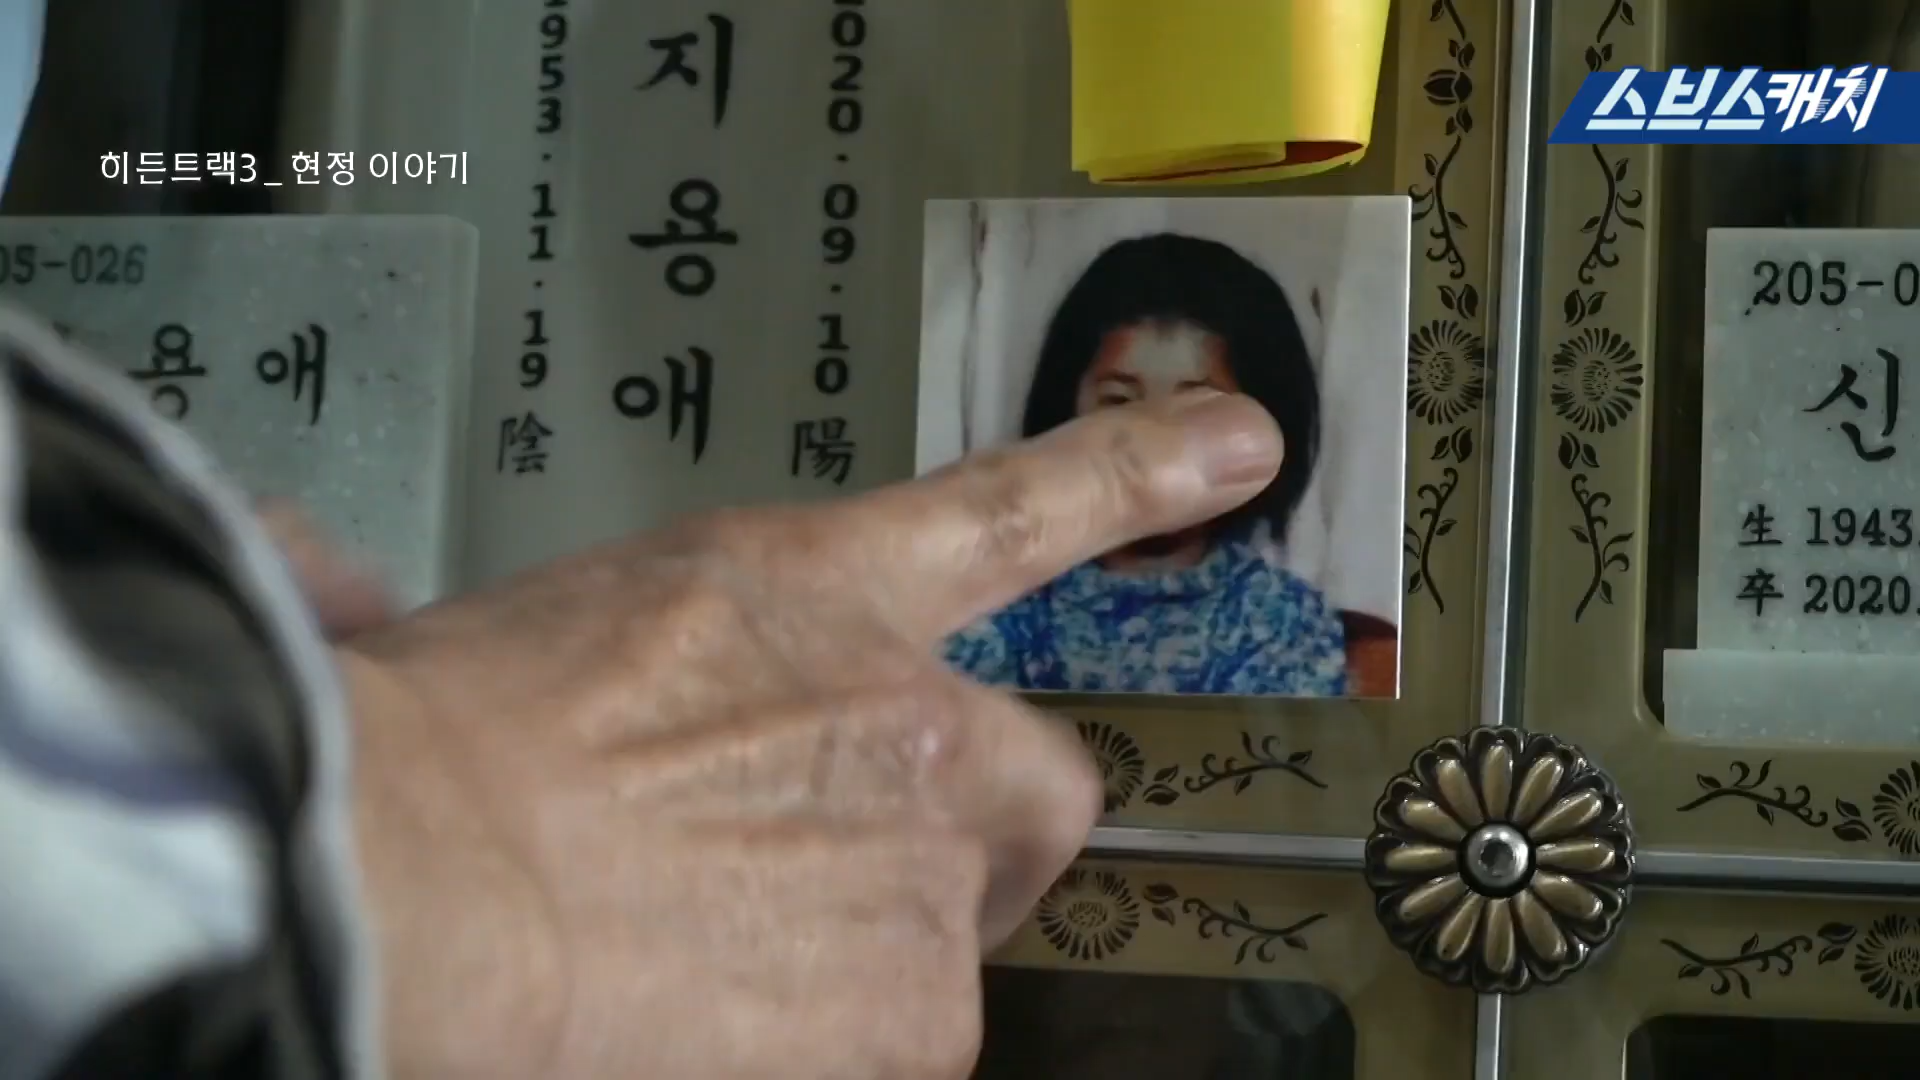 스브스캐치
히든트랙3_현정 이야기
1953.11.19 陰
지용애
2020.09.10 陽
05-026
용애
205-0
신
生 1943.
卒 2020.